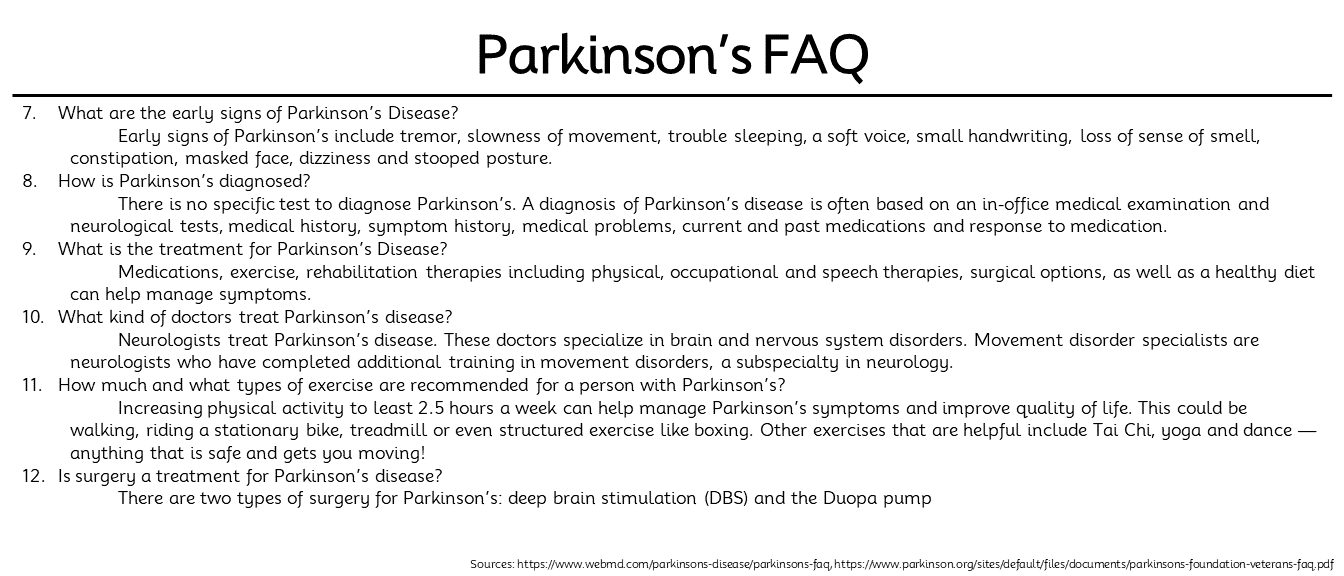 Parkinson's FAQ
7. What are the early signs of Parkinson's Disease?
Early signs of Parkinson's include tremor, slowness of movement, trouble sleeping, a soft voice, small handwriting, loss of sense of smell,
constipation, masked face, dizziness and stooped posture.
8. How is Parkinson's diagnosed?
There is no specific test to diagnose Parkinson's. A diagnosis of Parkinson's disease is often based on an in-office medical examination and
neurological tests, medical history, symptom history, medical problems, current and past medications and response to medication.
9. What is the treatment for Parkinson's Disease?
Medications, exercise, rehabilitation therapies including physical, occupational and speech therapies, surgical options, as well as a healthy diet
can help manage symptoms.
10. What kind of doctors treat Parkinson's disease?
Neurologists treat Parkinson's disease. These doctors specialize in brain and nervous system disorders. Movement disorder specialists are
neurologists who have completed additional training in movement disorders, a subspecialty in neurology.
11. How much and what types of exercise are recommended for a person with Parkinson's?
Increasing physical activity to least 2.5 hours a week can help manage Parkinson's symptoms and improve quality of life. This could be
walking, riding a stationary bike, treadmill or even structured exercise like boxing. Other exercises that are helpful include Tai Chi, yoga and dance —
anything that is safe and gets you moving!
12. Is surgery a treatment for Parkinson's disease?
There are two types of surgery for Parkinson's: deep brain stimulation (DBS) and the Duopa pump
Sources: https://www.webmd.com/parkinsons-disease/parkinsons-faq, https://www.parkinson.org/sites/default/files/documents/parkinsons-foundation-veterans-faq.pdf